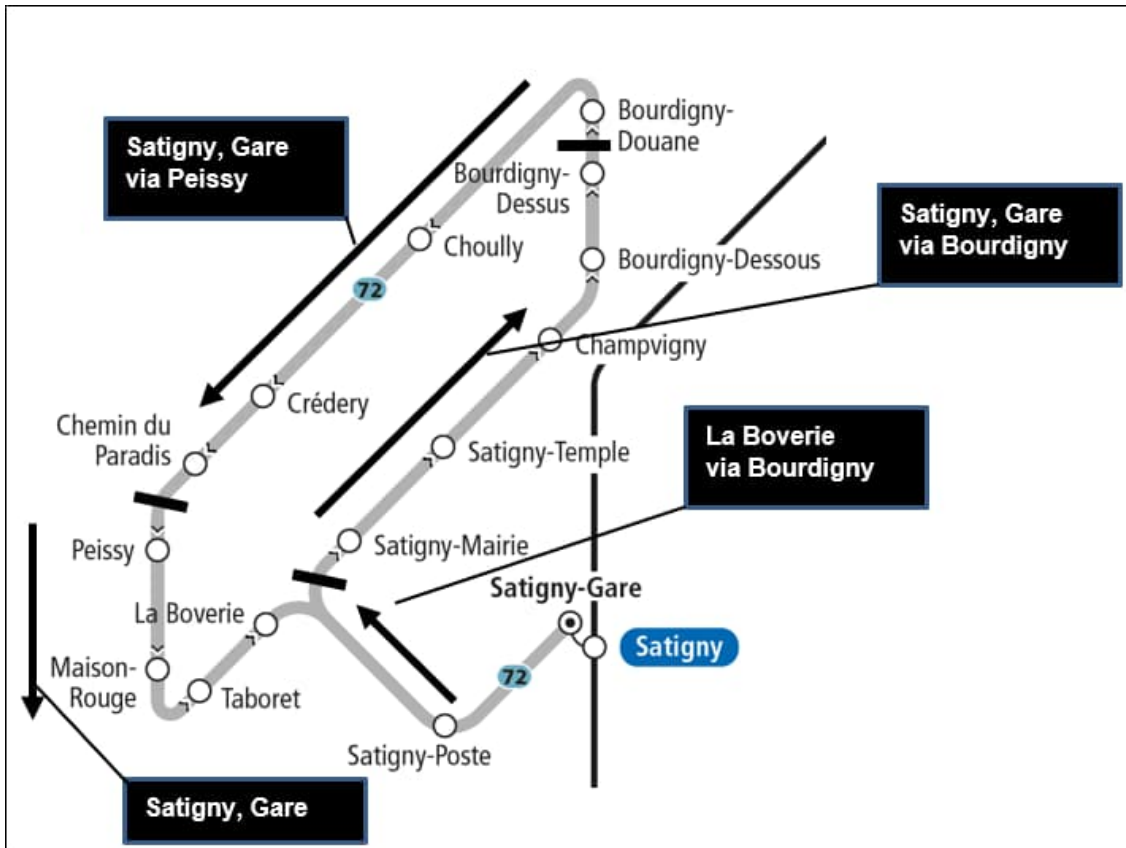 Bourdigny-
Douane
Satigny, Gare
via Peissy
Bourdigny-
Dessus
Satigny, Gare
via Bourdigny
Choully
Bourdigny-Dessous
72
Champvigny
Crédery
Chemin du
Paradis
La Boverie
via Bourdigny
Satigny-Temple
Peissy
Satigny-Mairie
Satigny-Gare
La Boverie
Satigny
Maison-
Rouge
72
Taboret
Satigny-Poste
Satigny, Gare